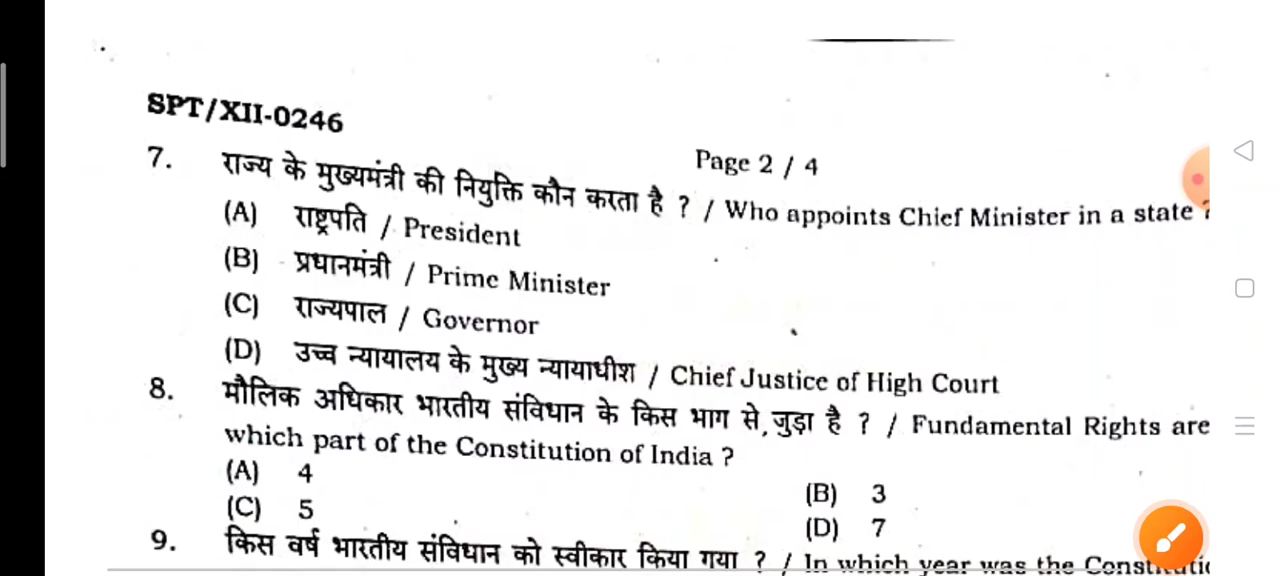 SPT/XII-0246
Page 2 / 4
7. राज्य के मुख्यमंत्री की नियुक्ति कौन करता है ? / Who appoints Chief Minister in a state ?
(A) राष्ट्रपति / President
(B) प्रधानमंत्री / Prime Minister
(C) राज्यपाल / Governor
(D) उच्च न्यायालय के मुख्य न्यायाधीश / Chief Justice of High Court
8. मौलिक अधिकार भारतीय संविधान के किस भाग से जुड़ा है ? / Fundamental Rights are
which part of the Constitution of India ?
(A) 4 (B) 3
(C) 5 (D) 7
9. किस वर्ष भारतीय संविधान को स्वीकार किया गया ? / In which year was the